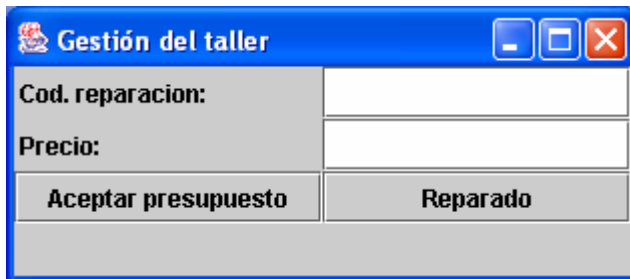 Gestión del taller
Cod. reparacion:
Precio:
Aceptar presupuesto Reparado